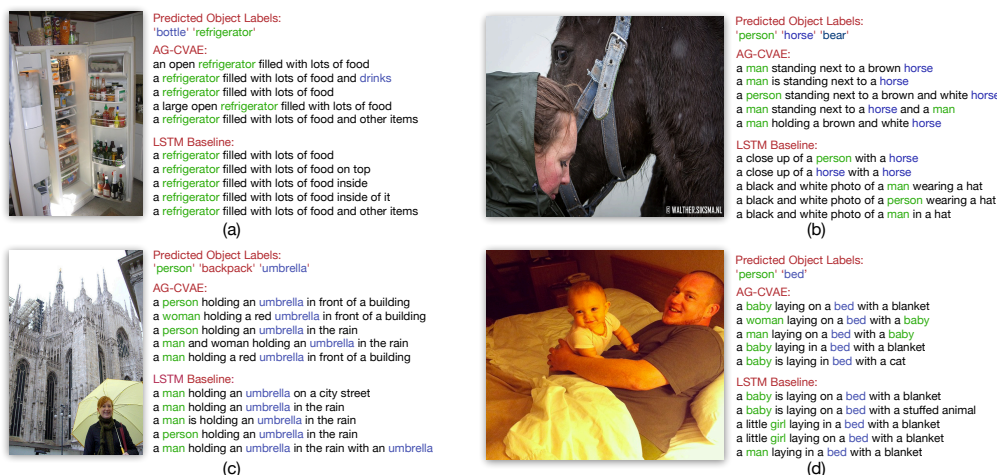 Predicted Object Labels:
'bottle' 'refrigerator'
AG-CVAE:
an open refrigerator filled with lots of food
a refrigerator filled with lots of food and drinks
a refrigerator filled with lots of food
a large open refrigerator filled with lots of food
a refrigerator filled with lots of food and other items
LSTM Baseline:
a refrigerator filled with lots of food
a refrigerator filled with lots of food on top
a refrigerator filled with lots of food inside
a refrigerator filled with lots of food inside of it
a refrigerator filled with lots of food and other items
(a)
Predicted Object Labels:
'person' 'horse' 'bear'
AG-CVAE:
a man standing next to a brown horse
a man is standing next to a horse
a person standing next to a brown and white horse
a man standing next to a horse and a man
a man holding a brown and white horse
LSTM Baseline:
a close up of a person with a horse
a close up of a horse with a horse
a black and white photo of a man wearing a hat
a black and white photo of a person wearing a hat
a black and white photo of a man in a hat
© WALTHER.SIKSMA.NL
(b)
Predicted Object Labels:
'person' 'backpack' 'umbrella'
AG-CVAE:
a person holding an umbrella in front of a building
a woman holding a red umbrella in front of a building
a person holding an umbrella in the rain
a man and woman holding an umbrella in the rain
a man holding a red umbrella in front of a building
LSTM Baseline:
a man holding an umbrella on a city street
a man holding an umbrella in the rain
a man is holding an umbrella in the rain
a person holding an umbrella in the rain
a man holding an umbrella in the rain with an umbrella
(c)
Predicted Object Labels:
'person' 'bed'
AG-CVAE:
a baby laying on a bed with a blanket
a woman laying on a bed with a baby
a man laying on a bed with a baby
a baby laying in a bed with a blanket
a baby is laying in bed with a cat
LSTM Baseline:
a baby is laying on a bed with a blanket
a baby is laying on a bed with a stuffed animal
a little girl laying in a bed with a blanket
a little girl laying on a bed with a blanket
a man laying in a bed with a blanket
(d)